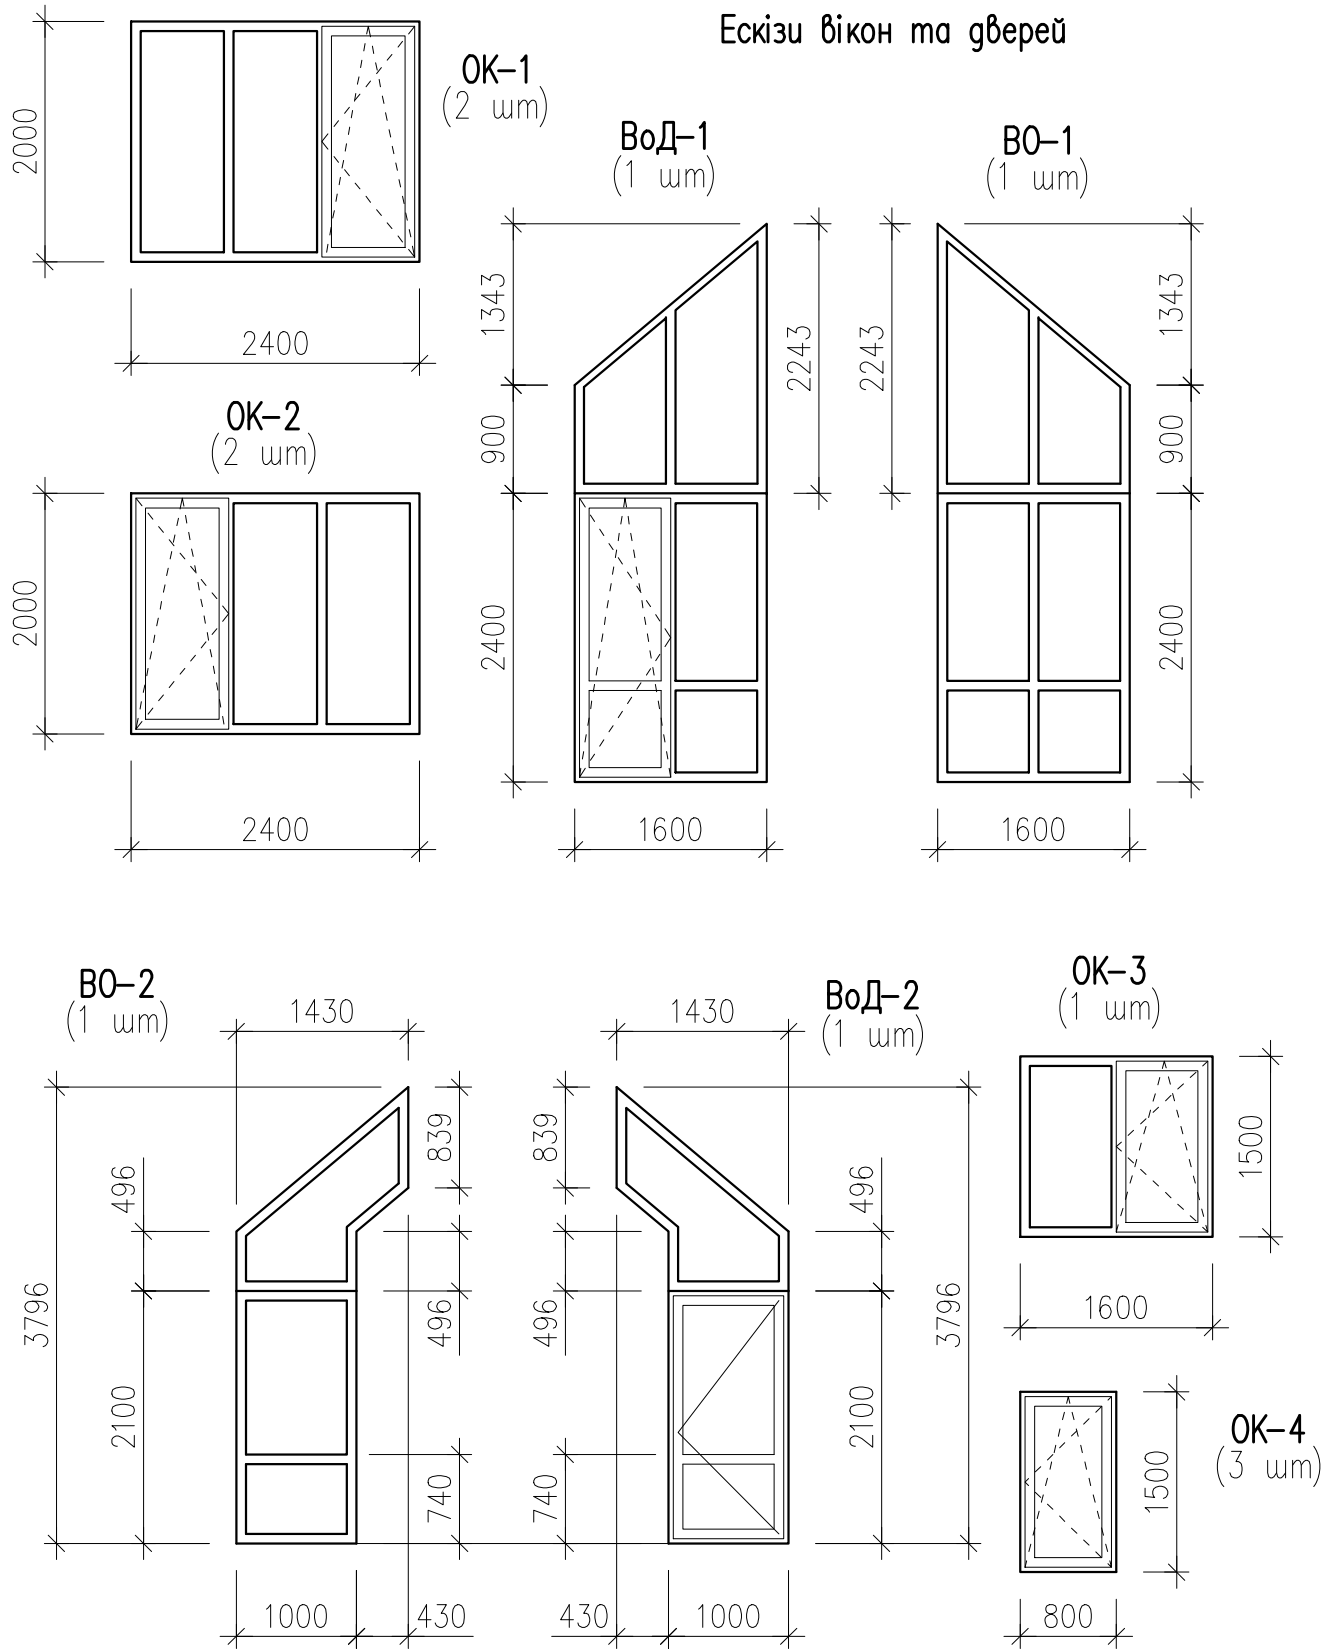 Ескізи вікон та дверей
ОК-1
(2 шт)
2000
2400
ВоД-1
(1 шт)
ВО-1
(1 шт)
1343
900
2400
2243
1600
2243
1343
900
2400
1600
ОК-2
(2 шт)
2000
2400
ВО-2
(1 шт)
1430
3796
496
2100
839
496
740
1000
430
ВоД-2
(1 шт)
1430
839
496
740
496
2100
3796
430
1000
ОК-3
(1 шт)
1500
1600
ОК-4
(3 шт)
1500
800